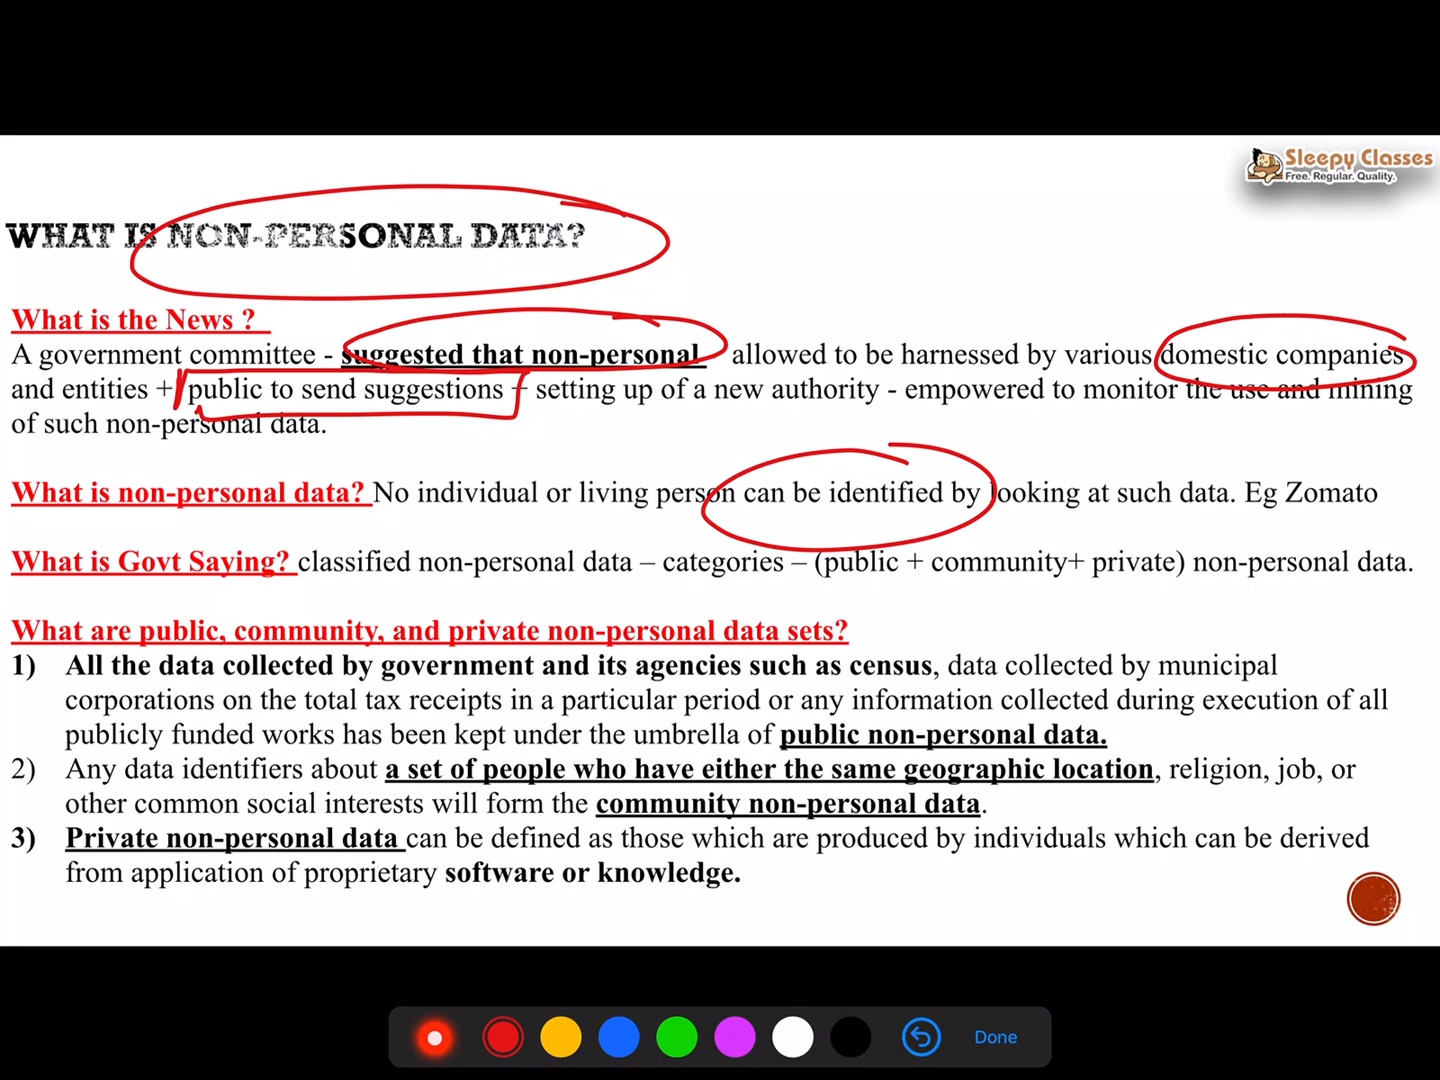 Sleepy Classes
Free. Regular. Quality.
WHAT IS NON-PERSONAL DATA?
What is the News ?
A government committee - suggested that non-personal allowed to be harnessed by various domestic companies
and entities + public to send suggestions + setting up of a new authority - empowered to monitor the use and mining
of such non-personal data.
What is non-personal data? No individual or living person can be identified by looking at such data. Eg Zomato
What is Govt Saying? classified non-personal data – categories – (public + community+ private) non-personal data.
What are public, community, and private non-personal data sets?
1) All the data collected by government and its agencies such as census, data collected by municipal
corporations on the total tax receipts in a particular period or any information collected during execution of all
publicly funded works has been kept under the umbrella of public non-personal data.
2) Any data identifiers about a set of people who have either the same geographic location, religion, job, or
other common social interests will form the community non-personal data.
3) Private non-personal data can be defined as those which are produced by individuals which can be derived
from application of proprietary software or knowledge.
Done